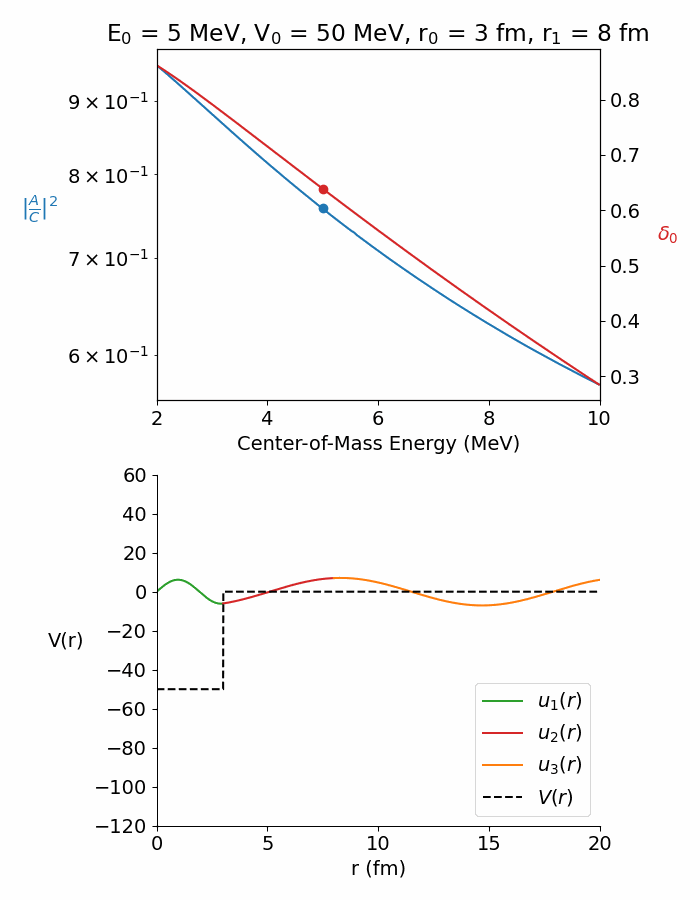 E₀ = 5 MeV, V₀ = 50 MeV, r₀ = 3 fm, r₁ = 8 fm
9 × 10⁻¹
8 × 10⁻¹
7 × 10⁻¹
6 × 10⁻¹
|A/C|²
0.8
0.7
0.6
0.5
0.4
0.3
δ₀
2 4 6 8 10
Center-of-Mass Energy (MeV)
60
40
20
0
−20
−40
−60
−80
−100
−120
V(r)
u₁(r)
u₂(r)
u₃(r)
V(r)
0 5 10 15 20
r (fm)